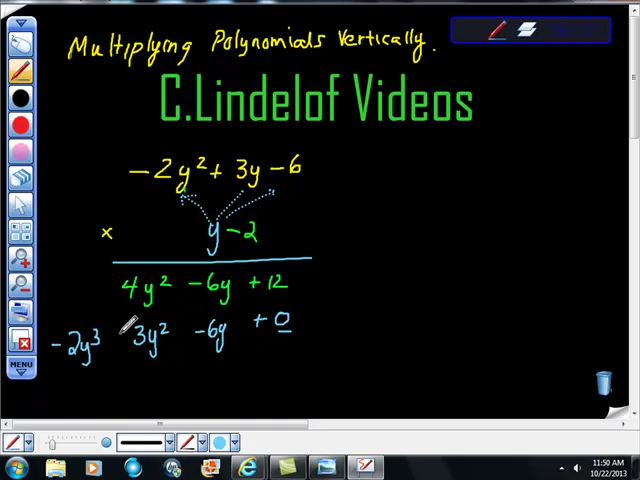 Multiplying Polynomials Vertically.
C.Lindelof Videos
-2y² + 3y - 6
x y - 2
4y² - 6y + 12
-2y³ 3y² - 6y + 0
MENU
11:50 AM
10/22/2013